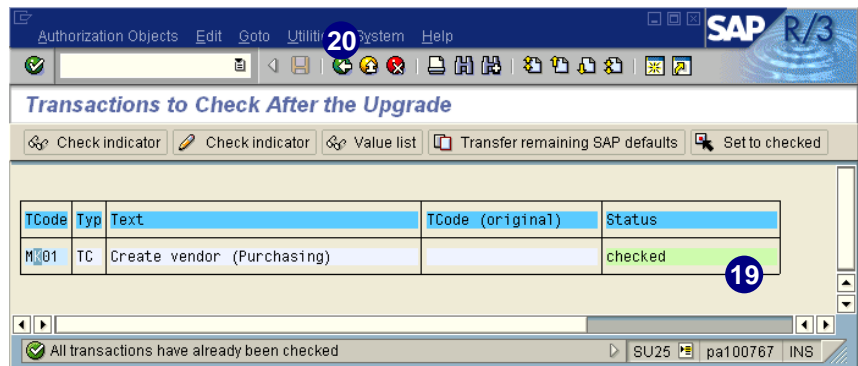 Authorization Objects Edit Goto 20 System Help
SAP R/3
Transactions to Check After the Upgrade
Check indicator Check indicator Value list Transfer remaining SAP defaults Set to checked
TCode Typ Text TCode (original) Status
MK01 TC Create vendor (Purchasing) checked
19
All transactions have already been checked SU25 pa100767 INS